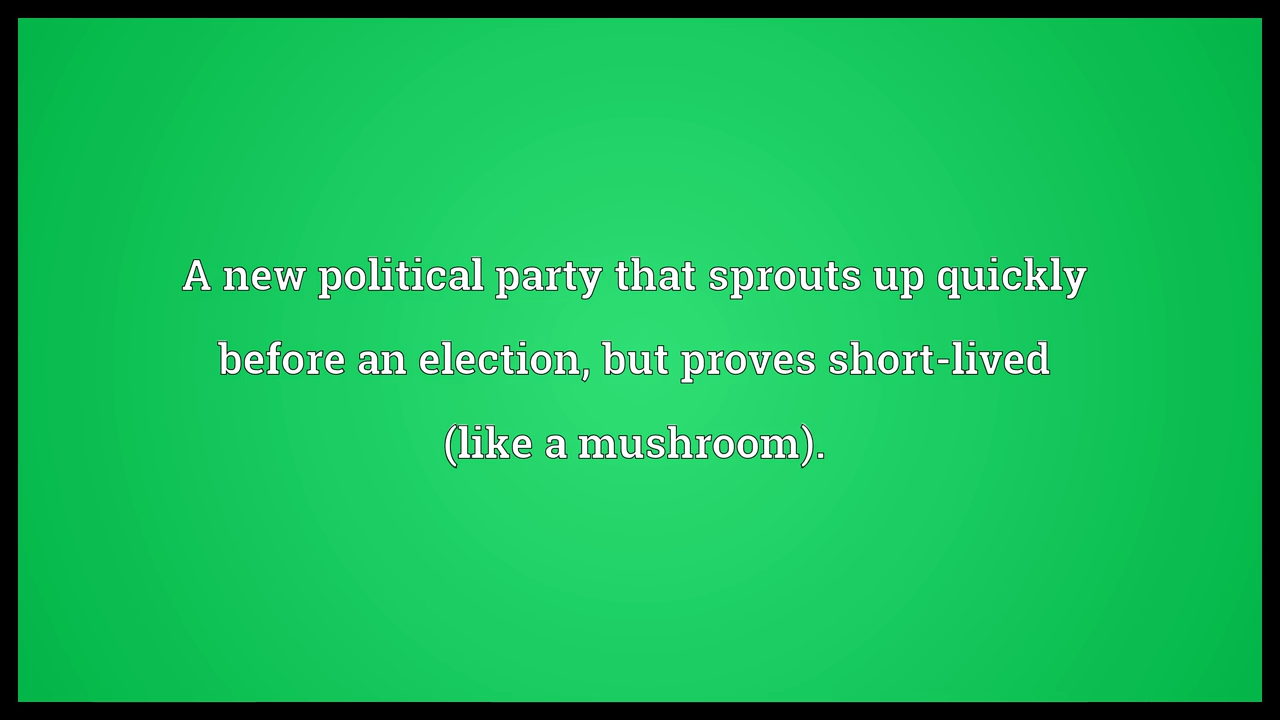 A new political party that sprouts up quickly
before an election, but proves short-lived
(like a mushroom).